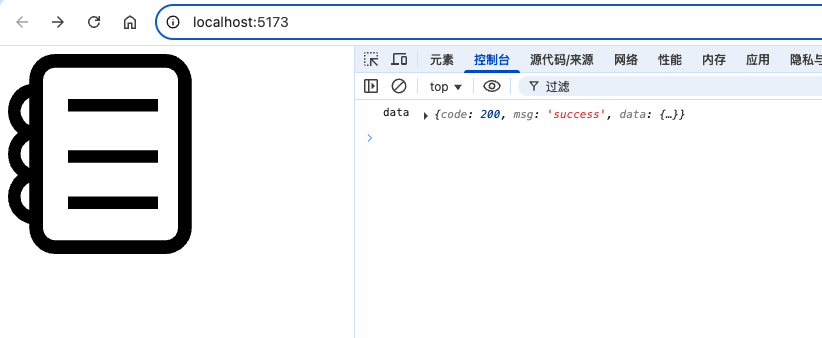 localhost:5173
元素 控制台 源代码/来源 网络 性能 内存 应用 隐私与
top ▼ 过滤
data ▶ {code: 200, msg: 'success', data: {…}}
>